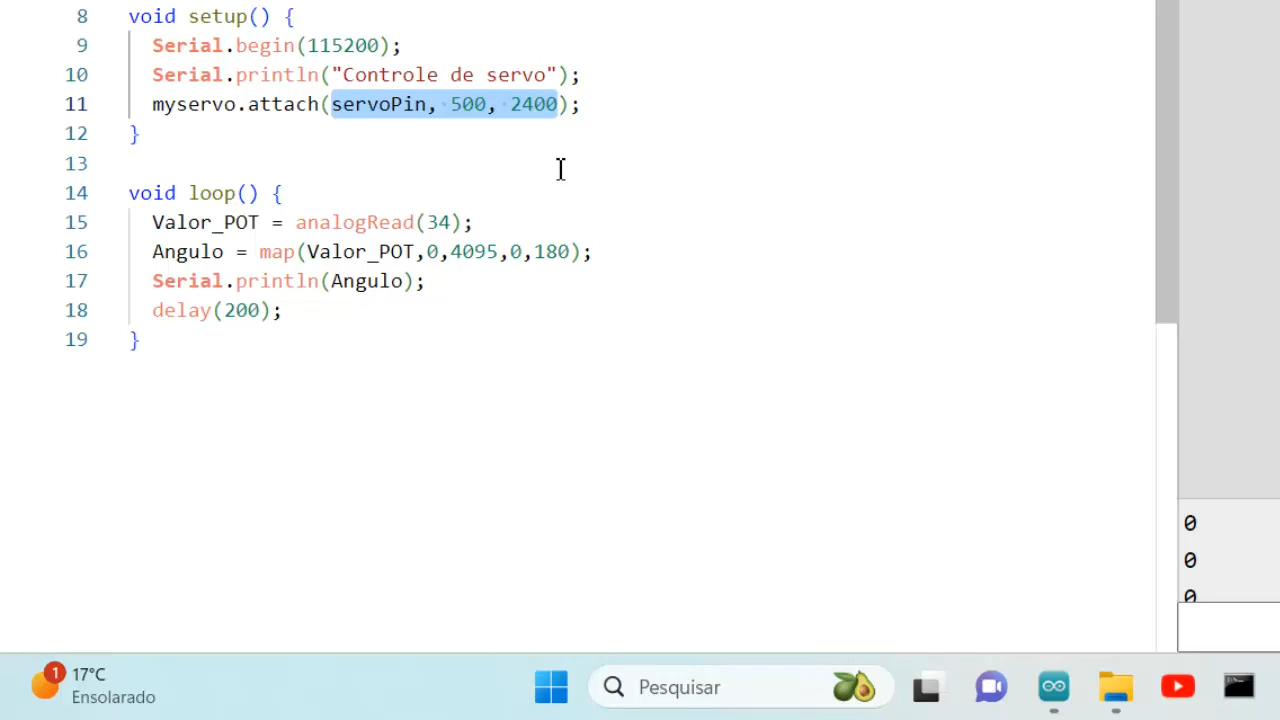 8 void setup() {
9 Serial.begin(115200);
10 Serial.println("Controle de servo");
11 myservo.attach(servoPin, 500, 2400);
12 }
13
14 void loop() {
15 Valor_POT = analogRead(34);
16 Angulo = map(Valor_POT,0,4095,0,180);
17 Serial.println(Angulo);
18 delay(200);
19 }
0
0
0
1
17°C
Ensolarado
Pesquisar